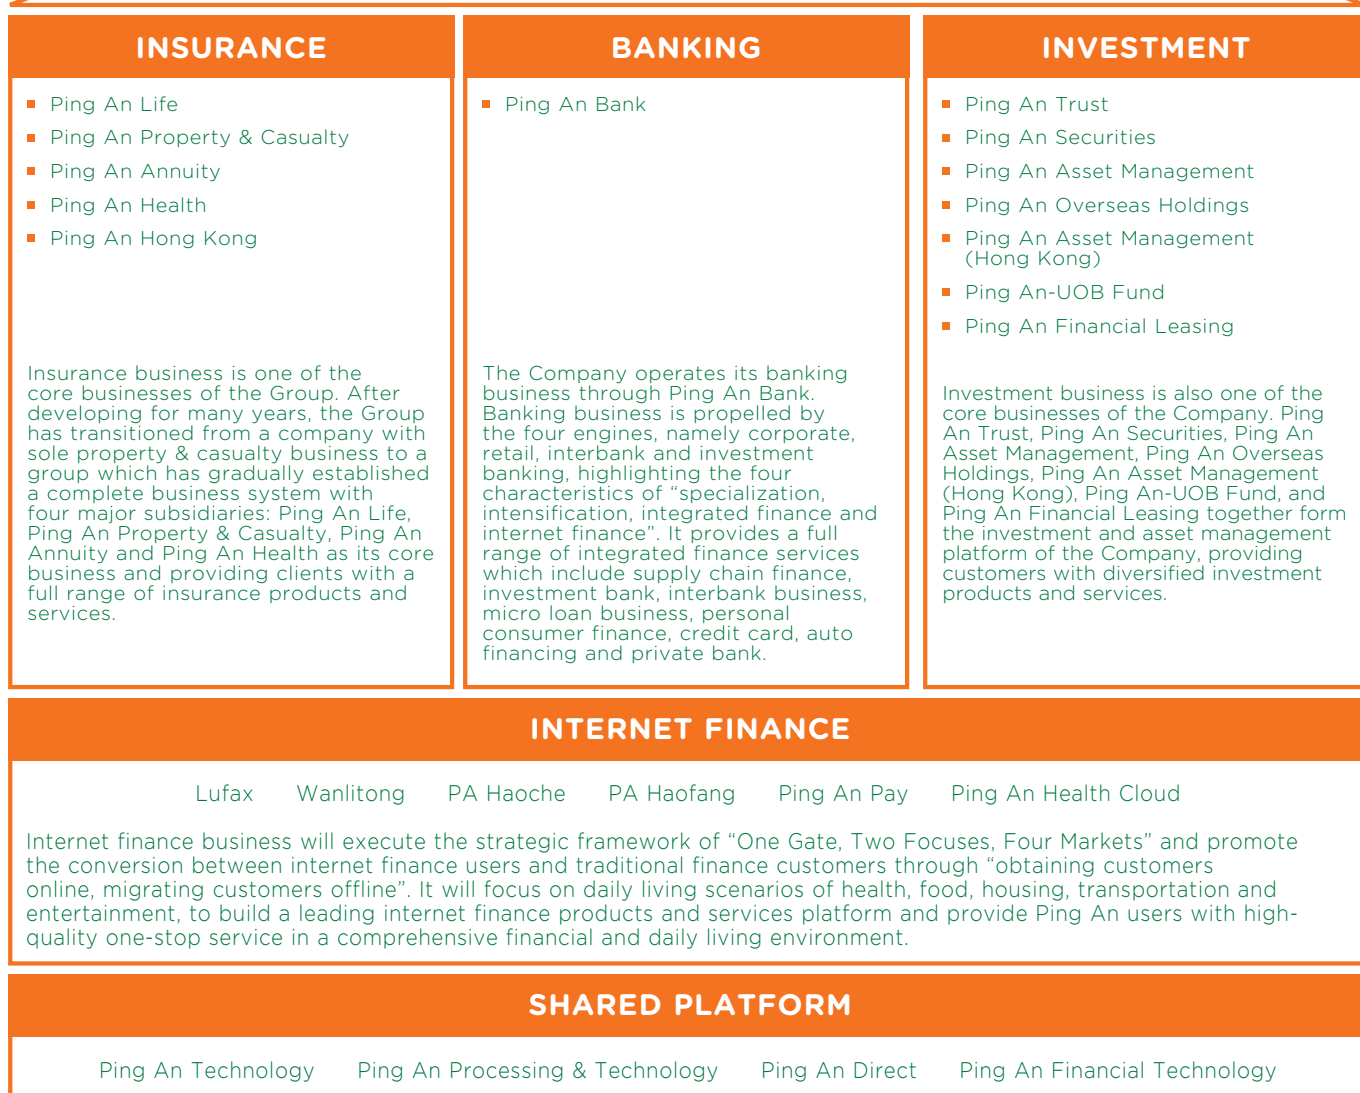 INSURANCE
Ping An Life
Ping An Property & Casualty
Ping An Annuity
Ping An Health
Ping An Hong Kong
Insurance business is one of the
core businesses of the Group. After
developing for many years, the Group
has transitioned from a company with
sole property & casualty business to a
group which has gradually established
a complete business system with
four major subsidiaries: Ping An Life,
Ping An Property & Casualty, Ping An
Annuity and Ping An Health as its core
business and providing clients with a
full range of insurance products and
services.
BANKING
Ping An Bank
The Company operates its banking
business through Ping An Bank.
Banking business is propelled by
the four engines, namely corporate,
retail, interbank and investment
banking, highlighting the four
characteristics of “specialization,
intensification, integrated finance and
internet finance”. It provides a full
range of integrated finance services
which include supply chain finance,
investment bank, interbank business,
micro loan business, personal
consumer finance, credit card, auto
financing and private bank.
INVESTMENT
Ping An Trust
Ping An Securities
Ping An Asset Management
Ping An Overseas Holdings
Ping An Asset Management
(Hong Kong)
Ping An-UOB Fund
Ping An Financial Leasing
Investment business is also one of the
core businesses of the Company. Ping
An Trust, Ping An Securities, Ping An
Asset Management, Ping An Overseas
Holdings, Ping An Asset Management
(Hong Kong), Ping An-UOB Fund, and
Ping An Financial Leasing together form
the investment and asset management
platform of the Company, providing
customers with diversified investment
products and services.
INTERNET FINANCE
Lufax Wanlitong PA Haoche PA Haofang Ping An Pay Ping An Health Cloud
Internet finance business will execute the strategic framework of “One Gate, Two Focuses, Four Markets” and promote
the conversion between internet finance users and traditional finance customers through “obtaining customers
online, migrating customers offline”. It will focus on daily living scenarios of health, food, housing, transportation and
entertainment, to build a leading internet finance products and services platform and provide Ping An users with high-
quality one-stop service in a comprehensive financial and daily living environment.
SHARED PLATFORM
Ping An Technology Ping An Processing & Technology Ping An Direct Ping An Financial Technology